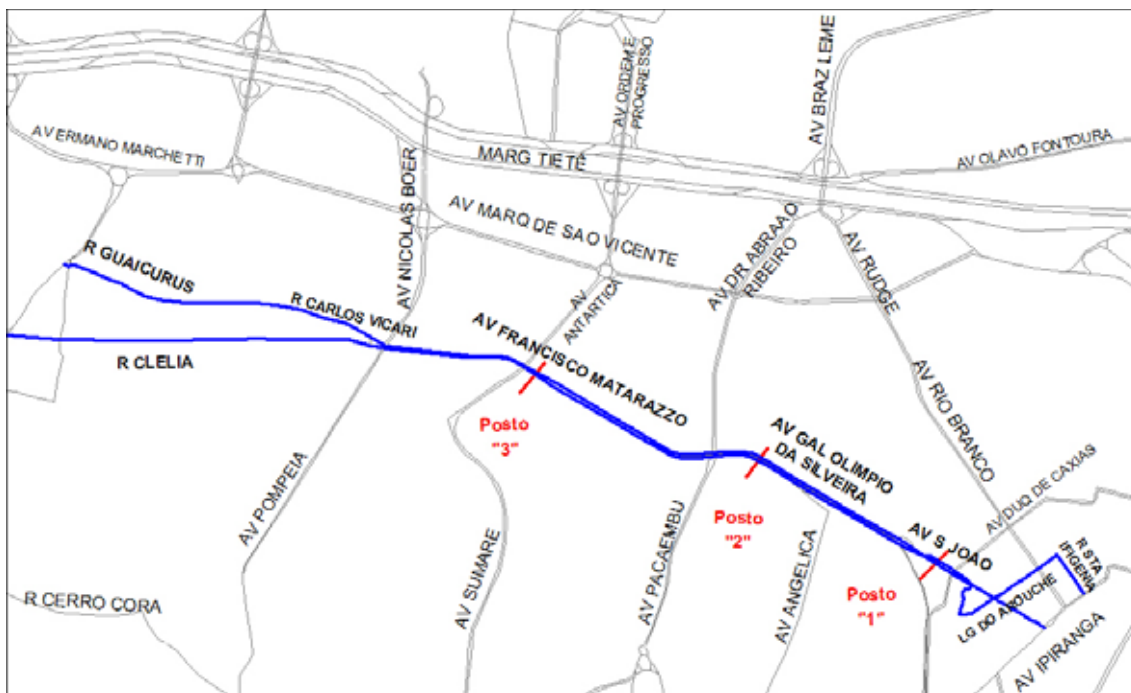 AV ORDEM E
PROGRESSO
AV BRAZ LEME
AV ERMANO MARCHETTI
MARG TIETÊ
AV OLAVO FONTOURA
AV NICOLAS BOER
AV MARQ DE SAO VICENTE
AV DR ABRAAO
RIBEIRO
AV RUDGE
R GUAICURUS
R CARLOS VICARI
AV
ANTARTICA
AV FRANCISCO MATARAZZO
R CLELIA
Posto
"3"
AV GAL OLIMPIO
DA SILVEIRA
AV RIO BRANCO
AV POMPEIA
AV SUMARE
Posto
"2"
AV DUQ DE CAXIAS
AV PACAEMBU
AV ANGELICA
AV S JOAO
R STA
IFIGENIA
Posto
"1"
LG DO AROUCHE
R CERRO CORA
AV IPIRANGA